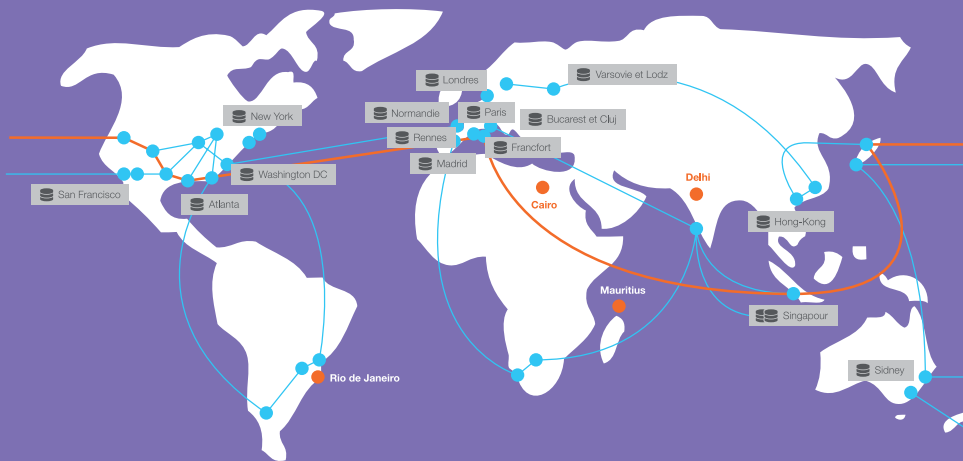 Londres
Varsovie et Lodz
New York
Normandie
Paris
Bucarest et Cluj
Rennes
Francfort
Madrid
Washington DC
San Francisco
Atlanta
Delhi
Cairo
Hong-Kong
Mauritius
Singapour
Sidney
Rio de Janeiro